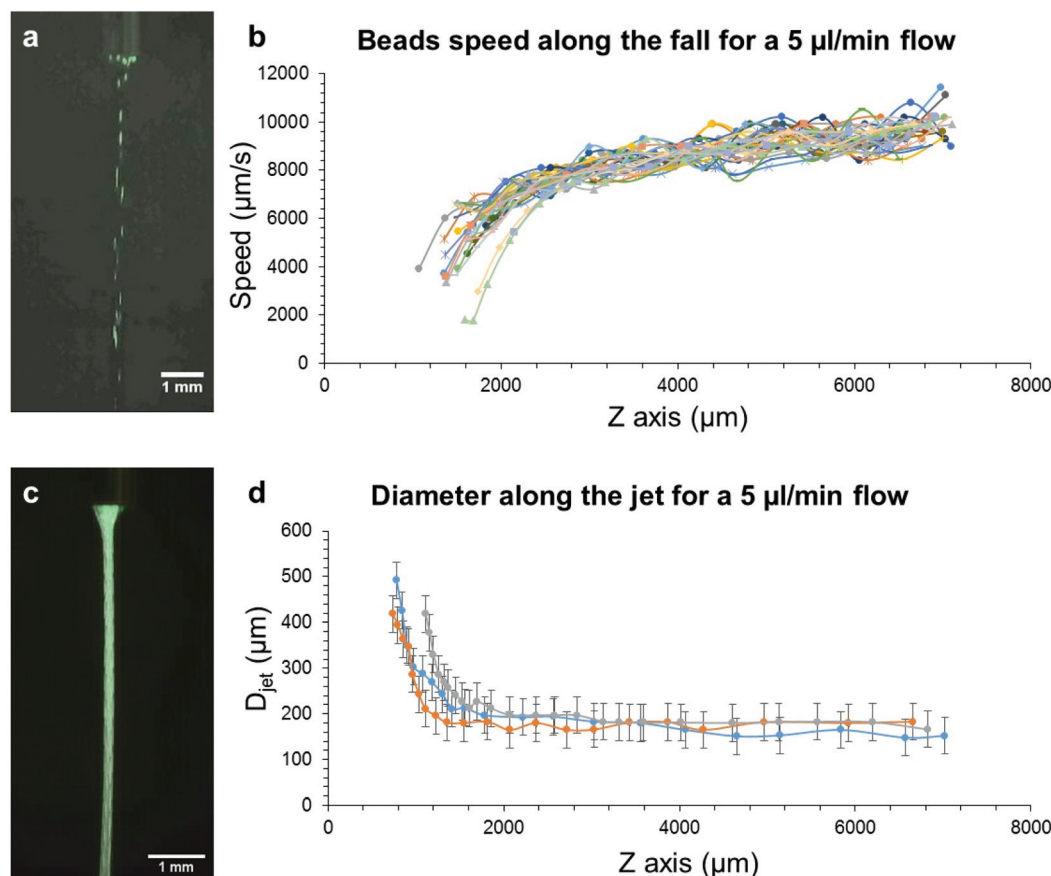 a
1 mm
b
Beads speed along the fall for a 5 µl/min flow
Speed (µm/s)
12000
10000
8000
6000
4000
2000
0
0 2000 4000 6000 8000
Z axis (µm)
c
1 mm
d
Diameter along the jet for a 5 µl/min flow
Djet (µm)
600
500
400
300
200
100
0
0 2000 4000 6000 8000
Z axis (µm)